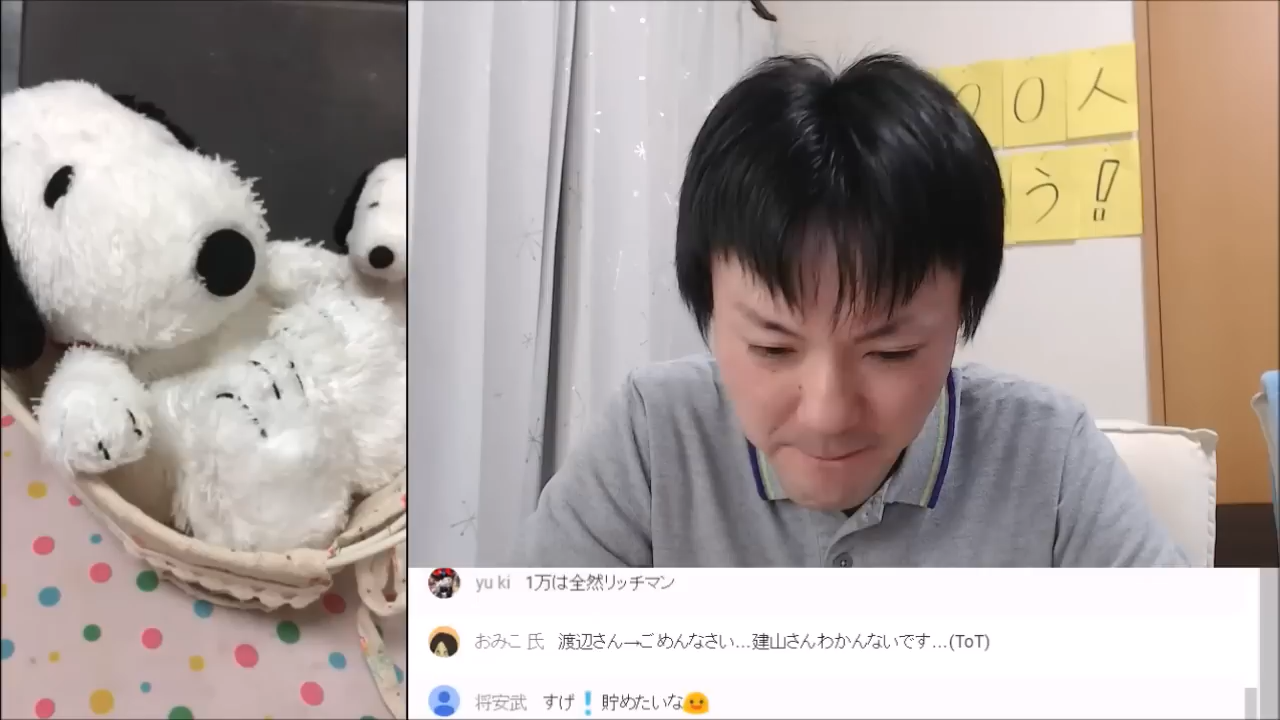 ００人
う！
yu ki 1万は全然リッチマン
おみこ 氏 渡辺さん→ごめんなさい…建山さんわかんないです…(ToT)
将安武 すげ❗貯めたいな🙂